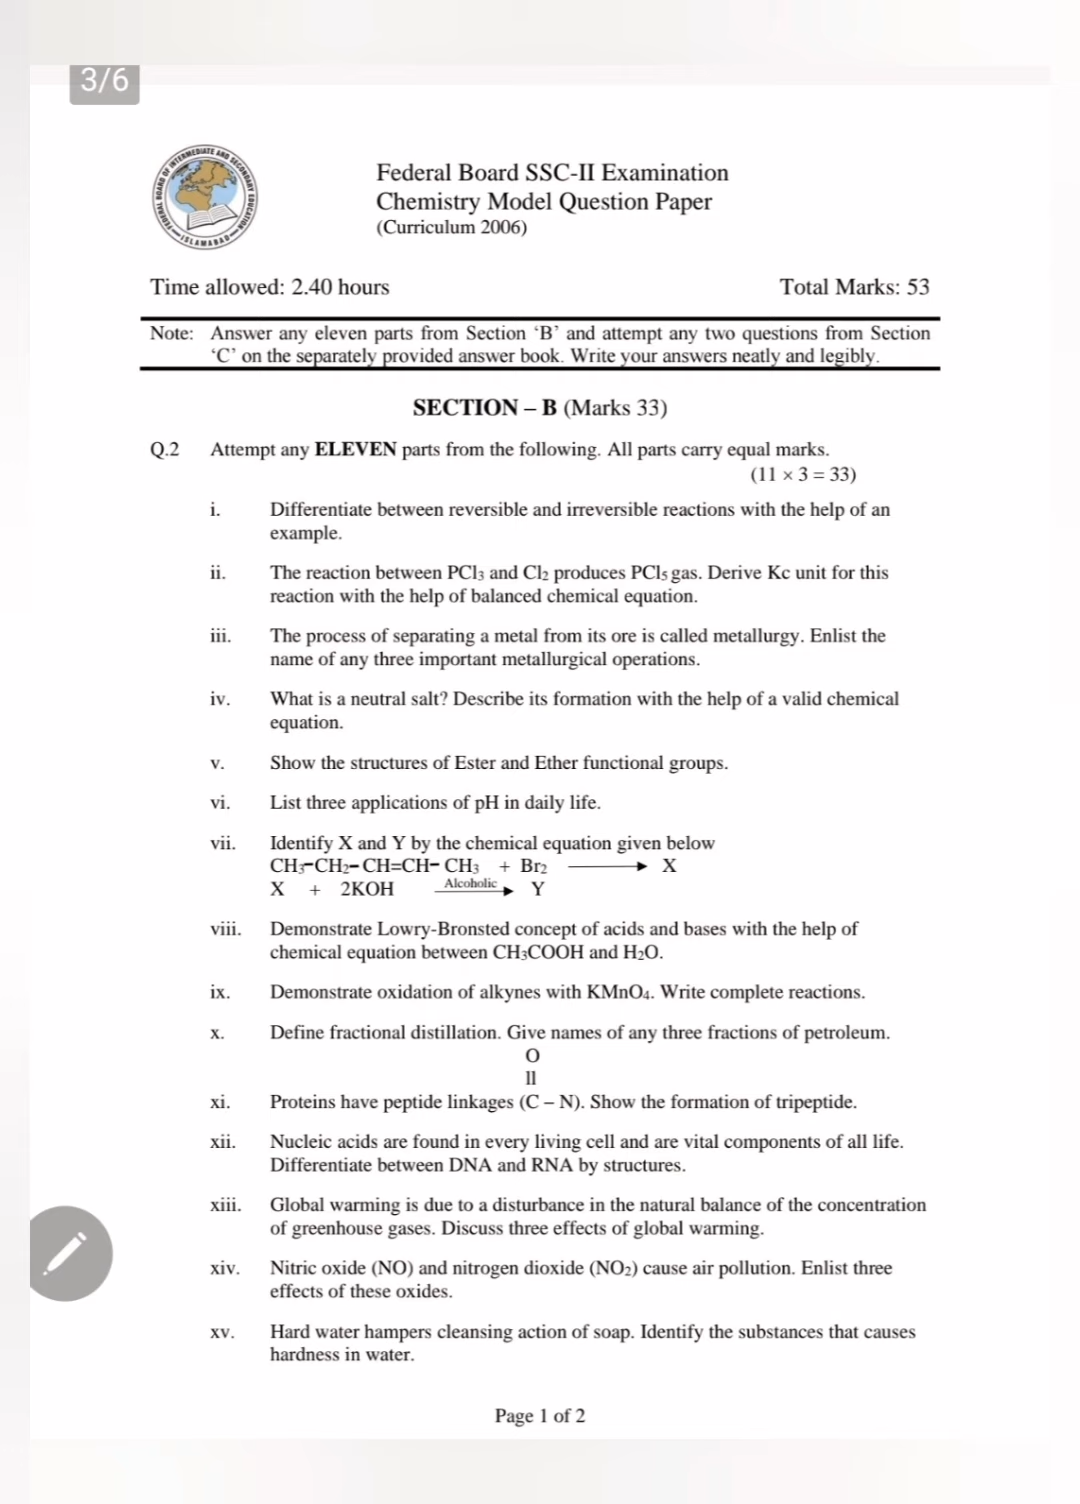 3/6
FEDERAL BOARD OF INTERMEDIATE AND SECONDARY EDUCATION
ISLAMABAD
Federal Board SSC-II Examination
Chemistry Model Question Paper
(Curriculum 2006)
Time allowed: 2.40 hours Total Marks: 53
Note: Answer any eleven parts from Section ‘B’ and attempt any two questions from Section
‘C’ on the separately provided answer book. Write your answers neatly and legibly.
SECTION – B (Marks 33)
Q.2 Attempt any ELEVEN parts from the following. All parts carry equal marks.
(11 × 3 = 33)
i. Differentiate between reversible and irreversible reactions with the help of an
example.
ii. The reaction between PCl₃ and Cl₂ produces PCl₅ gas. Derive Kc unit for this
reaction with the help of balanced chemical equation.
iii. The process of separating a metal from its ore is called metallurgy. Enlist the
name of any three important metallurgical operations.
iv. What is a neutral salt? Describe its formation with the help of a valid chemical
equation.
v. Show the structures of Ester and Ether functional groups.
vi. List three applications of pH in daily life.
vii. Identify X and Y by the chemical equation given below
CH₃–CH₂–CH=CH–CH₃ + Br₂ ⟶ X
X + 2KOH Alcoholic ⟶ Y
viii. Demonstrate Lowry-Bronsted concept of acids and bases with the help of
chemical equation between CH₃COOH and H₂O.
ix. Demonstrate oxidation of alkynes with KMnO₄. Write complete reactions.
x. Define fractional distillation. Give names of any three fractions of petroleum.
O
ll
xi. Proteins have peptide linkages (C – N). Show the formation of tripeptide.
xii. Nucleic acids are found in every living cell and are vital components of all life.
Differentiate between DNA and RNA by structures.
xiii. Global warming is due to a disturbance in the natural balance of the concentration
of greenhouse gases. Discuss three effects of global warming.
xiv. Nitric oxide (NO) and nitrogen dioxide (NO₂) cause air pollution. Enlist three
effects of these oxides.
xv. Hard water hampers cleansing action of soap. Identify the substances that causes
hardness in water.
Page 1 of 2